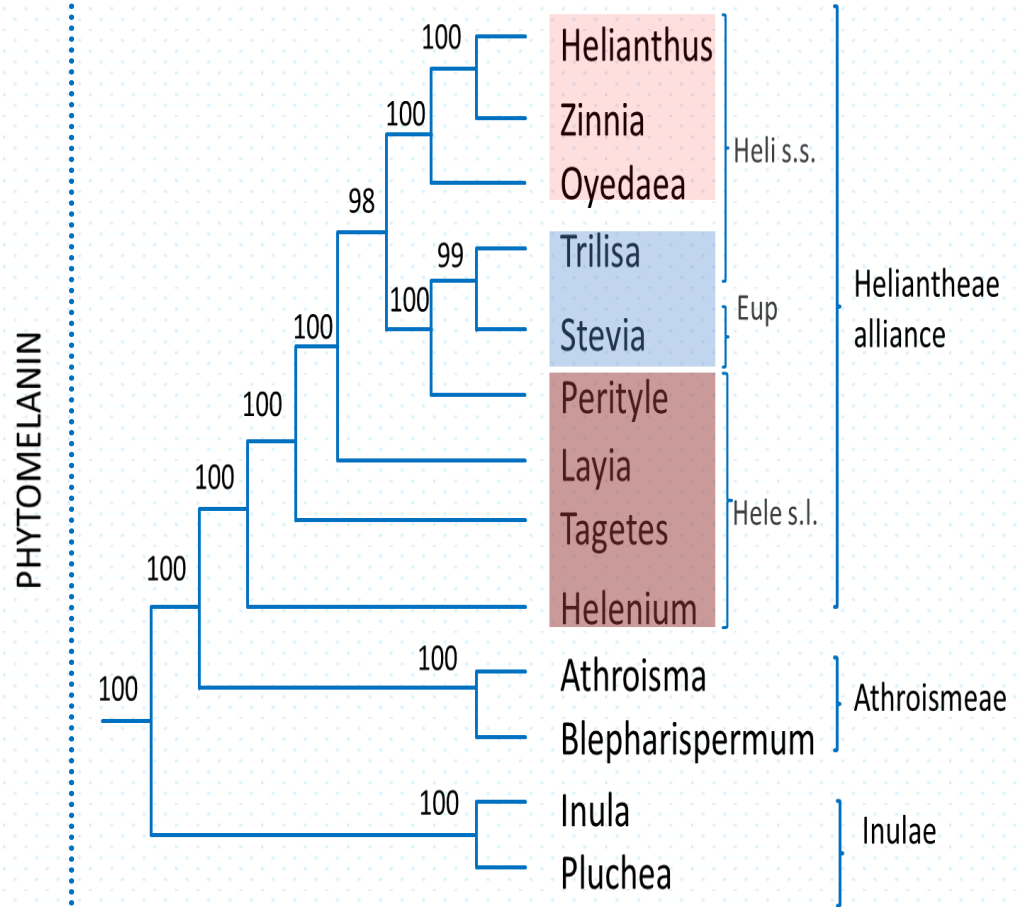 100
Helianthus
100
Zinnia
Heli s.s.
98
Oyedaea
99
Trilisa
100
Stevia
Eup
Heliantheae
alliance
100
Perityle
100
Layia
100
Tagetes
Hele s.l.
PHYTOMELANIN
100
Helenium
100
Athroisma
100
Athroismeae
Blepharispermum
100
Inula
Inulae
Pluchea